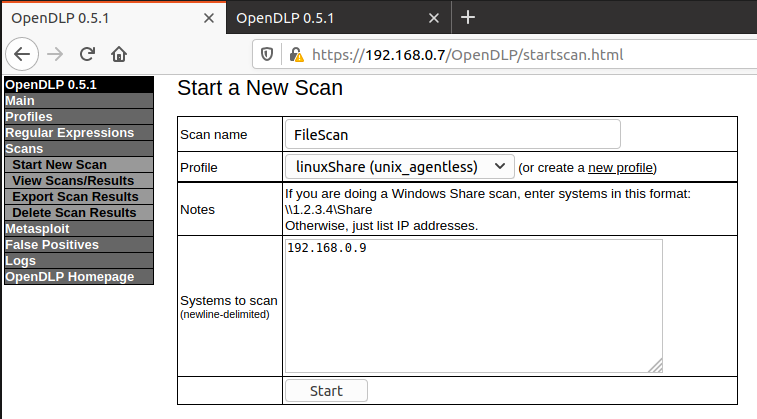 OpenDLP 0.5.1
OpenDLP 0.5.1
https://192.168.0.7/OpenDLP/startscan.html
OpenDLP 0.5.1
Main
Profiles
Regular Expressions
Scans
Start New Scan
View Scans/Results
Export Scan Results
Delete Scan Results
Metasploit
False Positives
Logs
OpenDLP Homepage
Start a New Scan
Scan name
FileScan
Profile
linuxShare (unix_agentless) (or create a new profile)
Notes
If you are doing a Windows Share scan, enter systems in this format:
\\1.2.3.4\Share
Otherwise, just list IP addresses.
Systems to scan
(newline-delimited)
192.168.0.9
Start